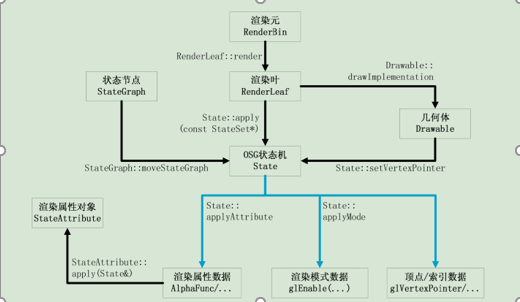 渲染元
RenderBin
RenderLeaf::render
Drawable::
drawImplementation
状态节点
StateGraph
渲染叶
RenderLeaf
State::apply
(const StateSet*)
几何体
Drawable
OSG状态机
State
StateGraph::moveStateGraph
State::setVertexPointer
渲染属性对象
StateAttribute
State::
applyAttribute
State::
applyMode
StateAttribute::
apply(State&)
渲染属性数据
AlphaFunc/...
渲染模式数据
glEnable(...)
顶点/索引数据
glVertexPointer/...